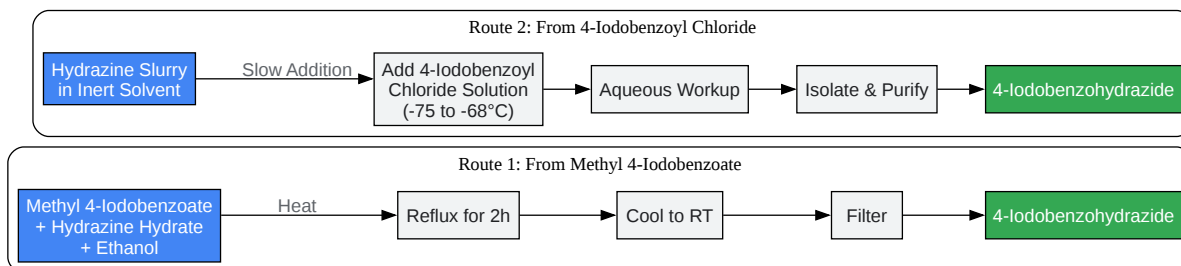 Route 2: From 4-Iodobenzoyl Chloride
Hydrazine Slurry
in Inert Solvent
Slow Addition
Add 4-Iodobenzoyl
Chloride Solution
(-75 to -68°C)
Aqueous Workup
Isolate & Purify
4-Iodobenzohydrazide
Route 1: From Methyl 4-Iodobenzoate
Methyl 4-Iodobenzoate
+ Hydrazine Hydrate
+ Ethanol
Heat
Reflux for 2h
Cool to RT
Filter
4-Iodobenzohydrazide